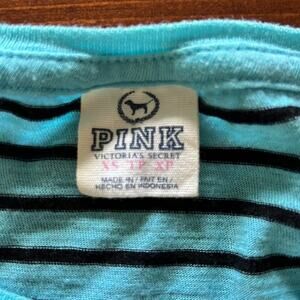 PINK
VICTORIA'S SECRET
XS TP XP
MADE IN / FAIT EN /
HECHO EN INDONESIA